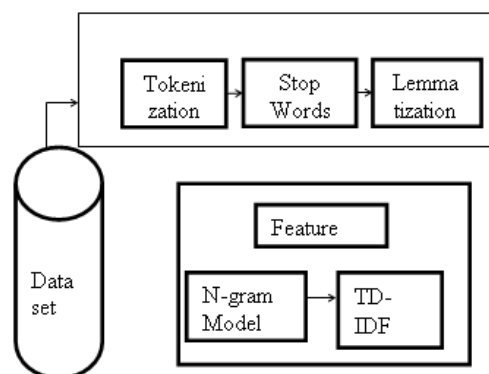 Tokeni
zation
Stop
Words
Lemma
tization
Data
set
Feature
N-gram
Model
TD-
IDF